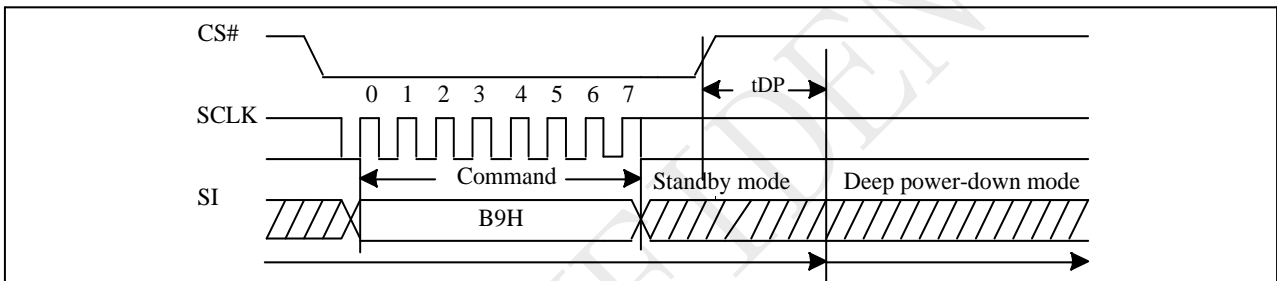 CS#
tDP
0 1 2 3 4 5 6 7
SCLK
Command
Standby mode
Deep power-down mode
SI
B9H